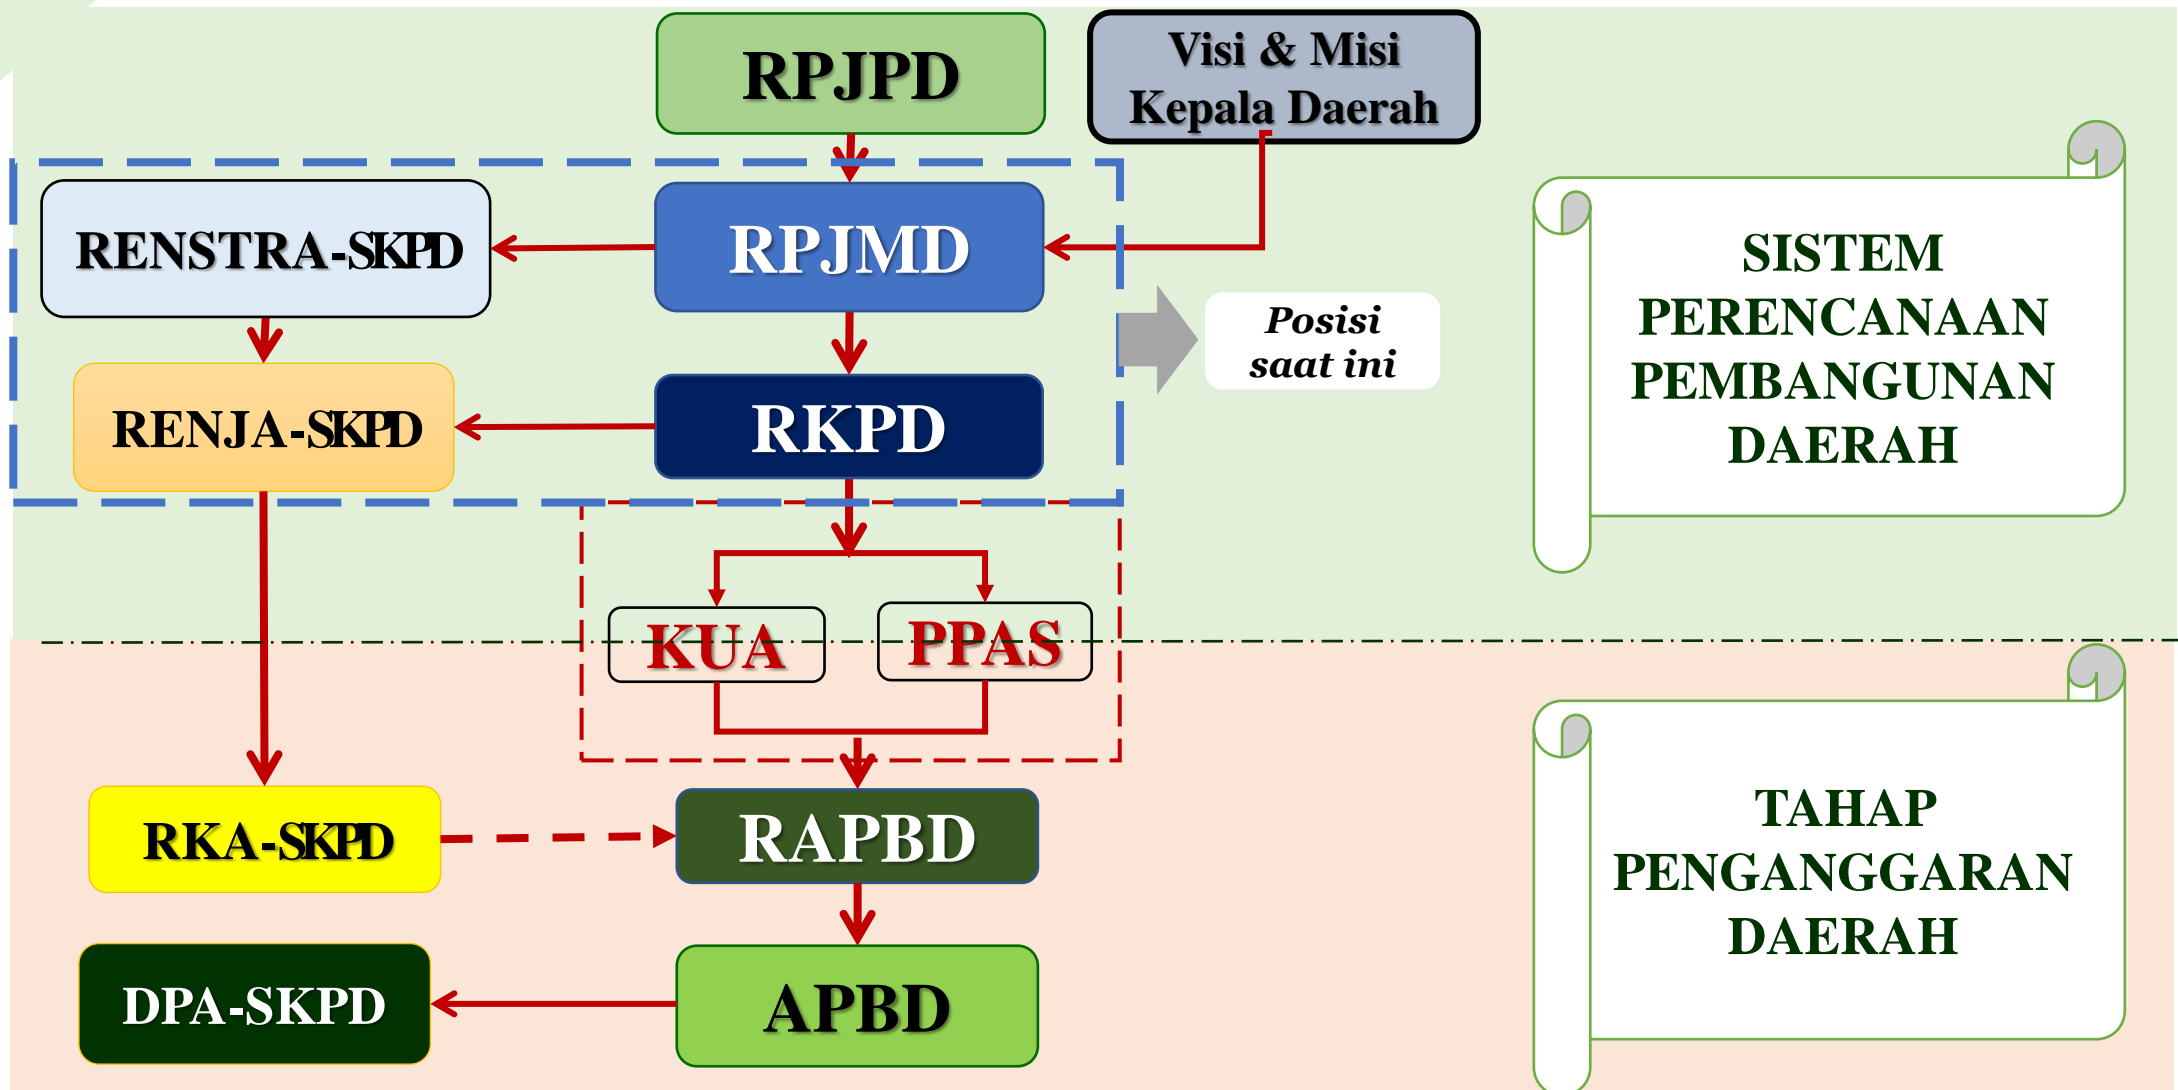 RPJPD
Visi & Misi
Kepala Daerah
RENSTRA-SKPD
RPJMD
Posisi
saat ini
RENJA-SKPD
RKPD
SISTEM
PERENCANAAN
PEMBANGUNAN
DAERAH
KUA
PPAS
RKA-SKPD
RAPBD
DPA-SKPD
APBD
TAHAP
PENGANGGARAN
DAERAH